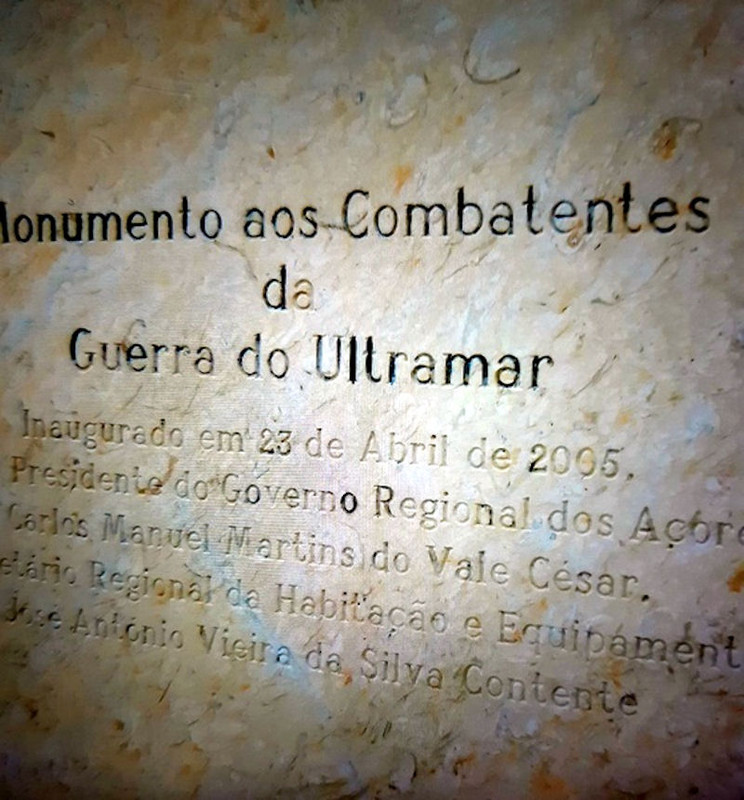 Monumento aos Combatentes
da
Guerra do Ultramar
Inaugurado em 23 de Abril de 2005,
Presidente do Governo Regional dos Açore
Carlos Manuel Martins do Vale César,
etário Regional da Habitação e Equipament
José António Vieira da Silva Contente